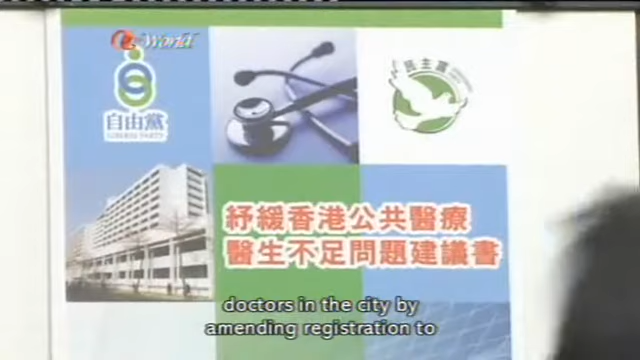 World
自由黨
LIBERAL PARTY
民主黨
紓緩香港公共醫療
醫生不足問題建議書
doctors in the city by
amending registration to